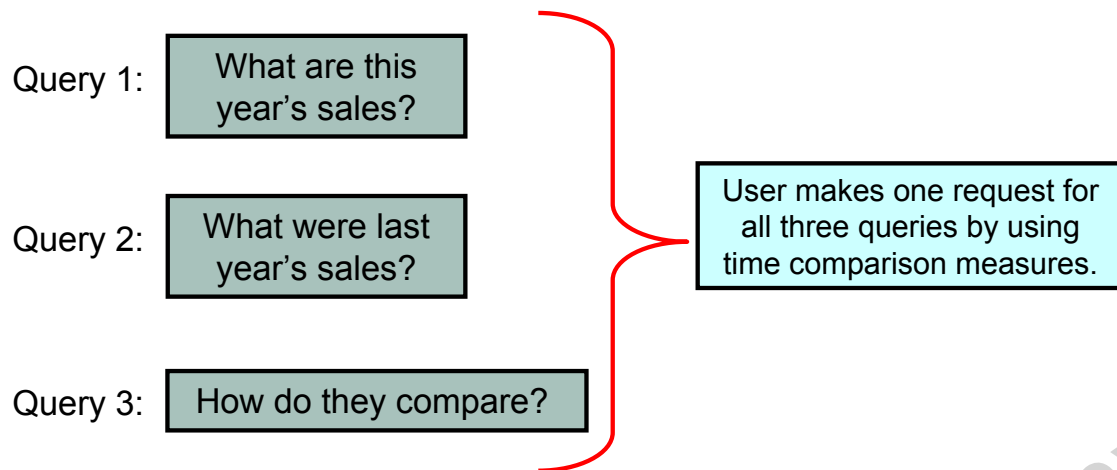 Query 1:
What are this
year's sales?
User makes one request for
all three queries by using
time comparison measures.
Query 2:
What were last
year's sales?
Query 3:
How do they compare?